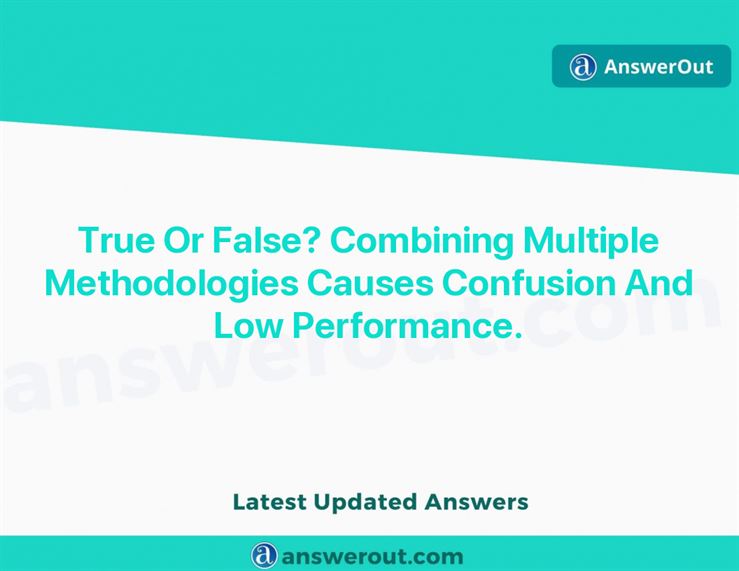 AnswerOut
True Or False? Combining Multiple
Methodologies Causes Confusion And
Low Performance.
answerout.com
Latest Updated Answers
answerout.com